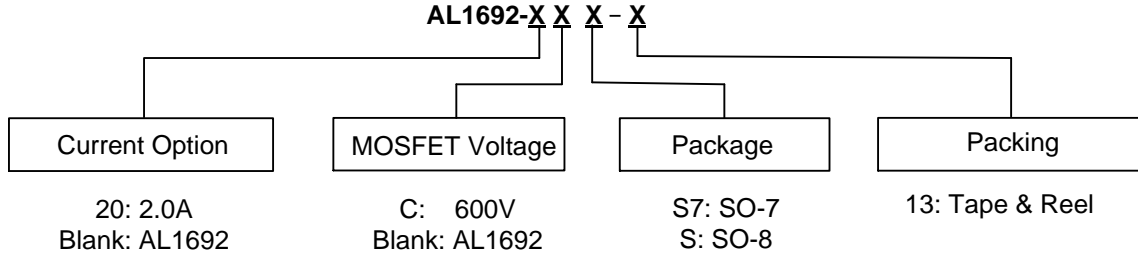 AL1692-X X X – X
Current Option
MOSFET Voltage
Package
Packing
20: 2.0A
Blank: AL1692
C: 600V
Blank: AL1692
S7: SO-7
S: SO-8
13: Tape & Reel